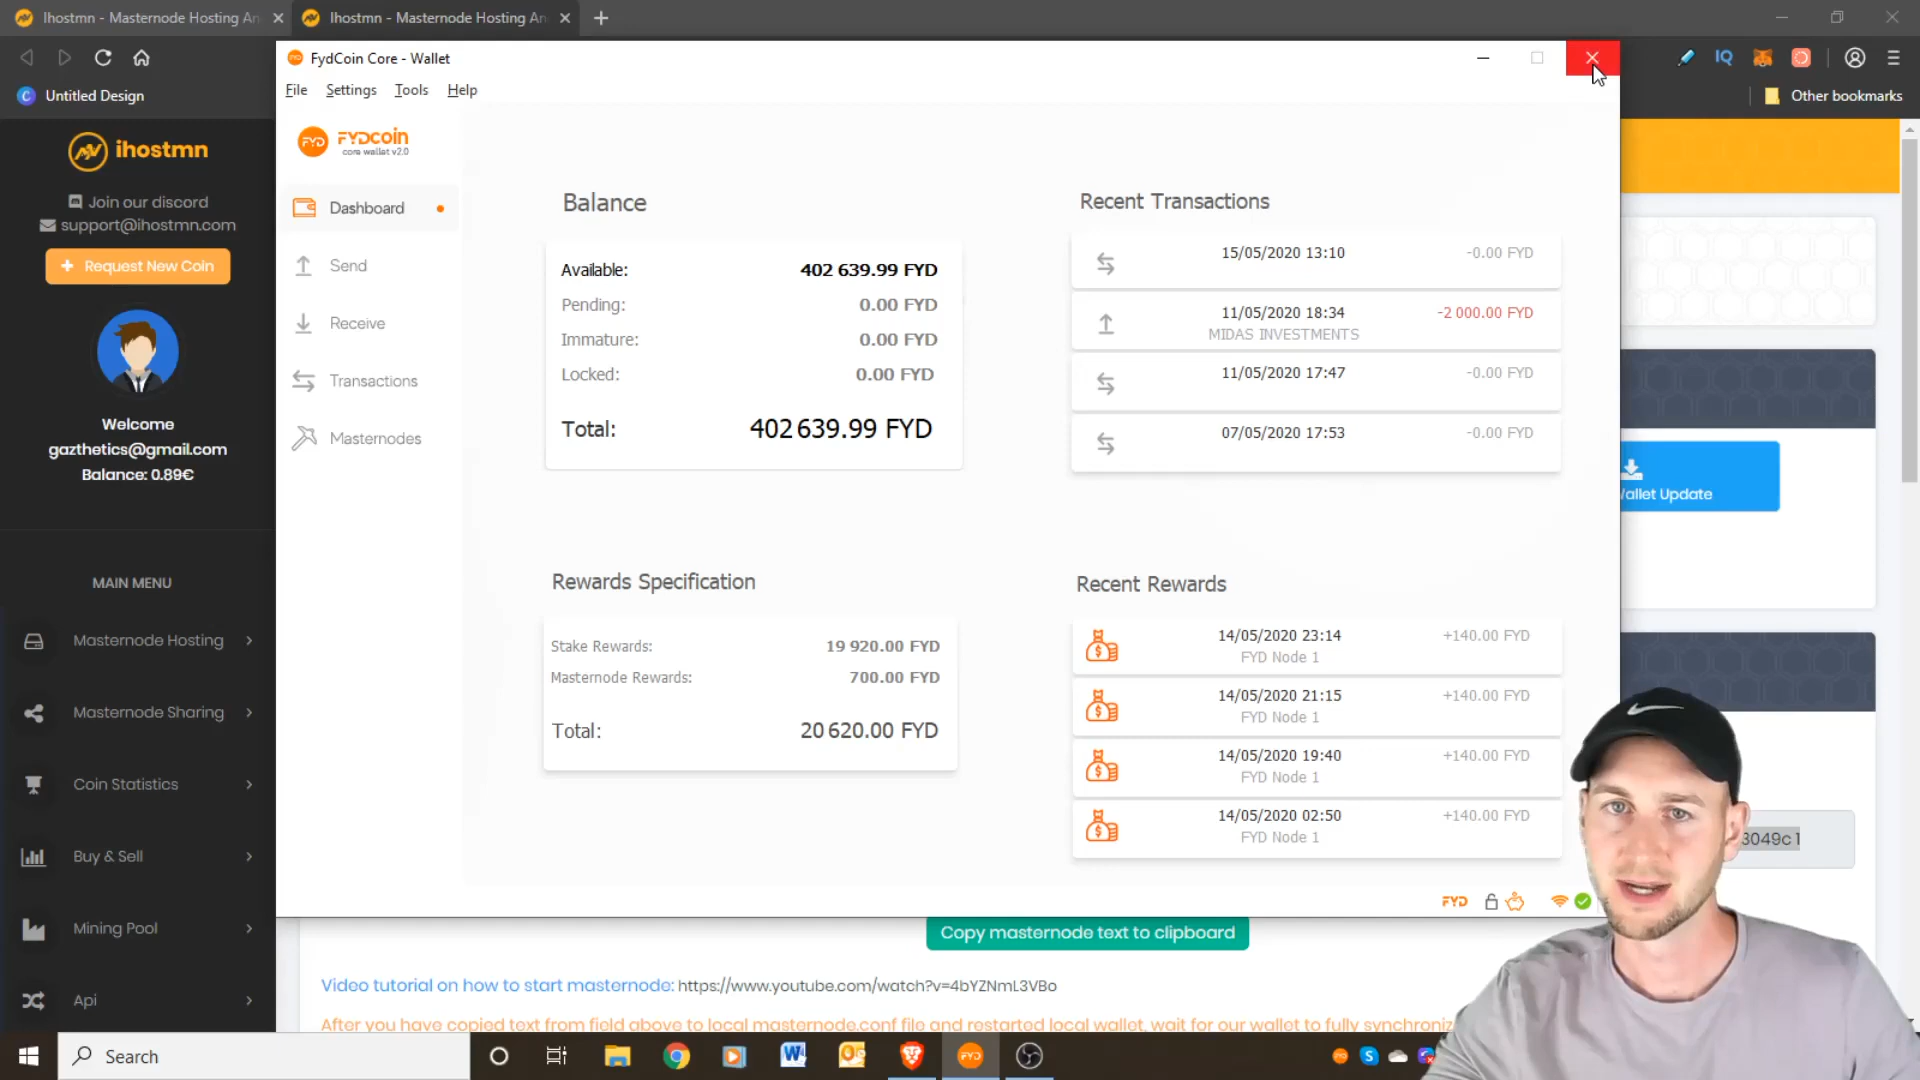 Ihostmn - Masternode Hosting An
Ihostmn - Masternode Hosting An
Untitled Design
IQ
Other bookmarks
FydCoin Core - Wallet
File Settings Tools Help
ihostmn
Join our discord
support@ihostmn.com
+ Request New Coin
Welcome
gazthetics@gmail.com
Balance: 0.89€
MAIN MENU
Masternode Hosting
Masternode Sharing
Coin Statistics
Buy & Sell
Mining Pool
Api
FYD
FYDcoin
core wallet v2.0
Dashboard
Send
Receive
Transactions
Masternodes
Balance
Available: 402 639.99 FYD
Pending: 0.00 FYD
Immature: 0.00 FYD
Locked: 0.00 FYD
Total: 402 639.99 FYD
Recent Transactions
15/05/2020 13:10 -0.00 FYD
11/05/2020 18:34 -2 000.00 FYD
MIDAS INVESTMENTS
11/05/2020 17:47 -0.00 FYD
07/05/2020 17:53 -0.00 FYD
Rewards Specification
Stake Rewards: 19 920.00 FYD
Masternode Rewards: 700.00 FYD
Total: 20 620.00 FYD
Recent Rewards
14/05/2020 23:14 +140.00 FYD
FYD Node 1
14/05/2020 21:15 +140.00 FYD
FYD Node 1
14/05/2020 19:40 +140.00 FYD
FYD Node 1
14/05/2020 02:50 +140.00 FYD
FYD Node 1
FYD
Wallet Update
3049c 1
Copy masternode text to clipboard
Video tutorial on how to start masternode: https://www.youtube.com/watch?v=4bYZNmL3VBo
After you have copied text from field above to local masternode.conf file and restarted local wallet, wait for our wallet to fully synchroniz
Search
FYD